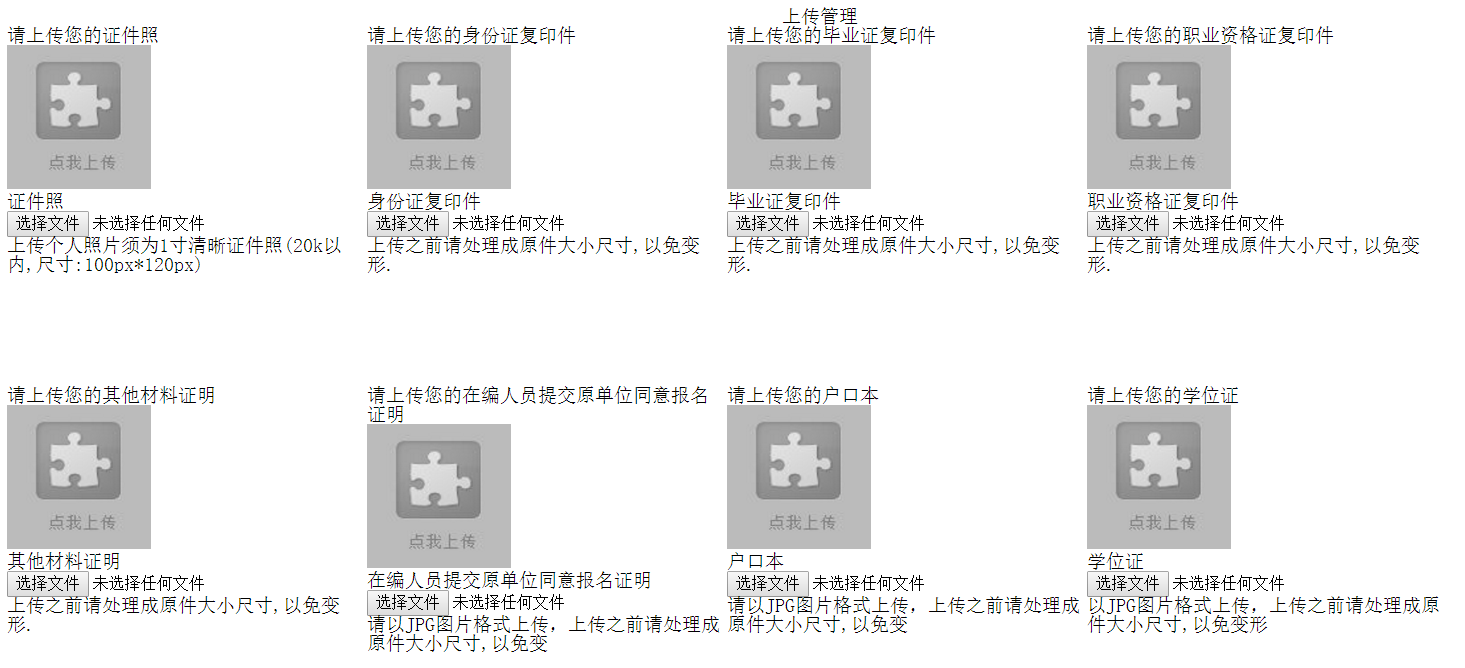 上传管理
请上传您的证件照
点我上传
证件照
选择文件 未选择任何文件
上传个人照片须为1寸清晰证件照(20k以
内,尺寸:100px*120px)
请上传您的身份证复印件
点我上传
身份证复印件
选择文件 未选择任何文件
上传之前请处理成原件大小尺寸,以免变
形.
请上传您的毕业证复印件
点我上传
毕业证复印件
选择文件 未选择任何文件
上传之前请处理成原件大小尺寸,以免变
形.
请上传您的职业资格证复印件
点我上传
职业资格证复印件
选择文件 未选择任何文件
上传之前请处理成原件大小尺寸,以免变
形.
请上传您的其他材料证明
点我上传
其他材料证明
选择文件 未选择任何文件
上传之前请处理成原件大小尺寸,以免变
形.
请上传您的在编人员提交原单位同意报名
证明
点我上传
在编人员提交原单位同意报名证明
选择文件 未选择任何文件
请以JPG图片格式上传，上传之前请处理成
原件大小尺寸,以免变
请上传您的户口本
点我上传
户口本
选择文件 未选择任何文件
请以JPG图片格式上传，上传之前请处理成
原件大小尺寸,以免变
请上传您的学位证
点我上传
学位证
选择文件 未选择任何文件
以JPG图片格式上传，上传之前请处理成原
件大小尺寸,以免变形